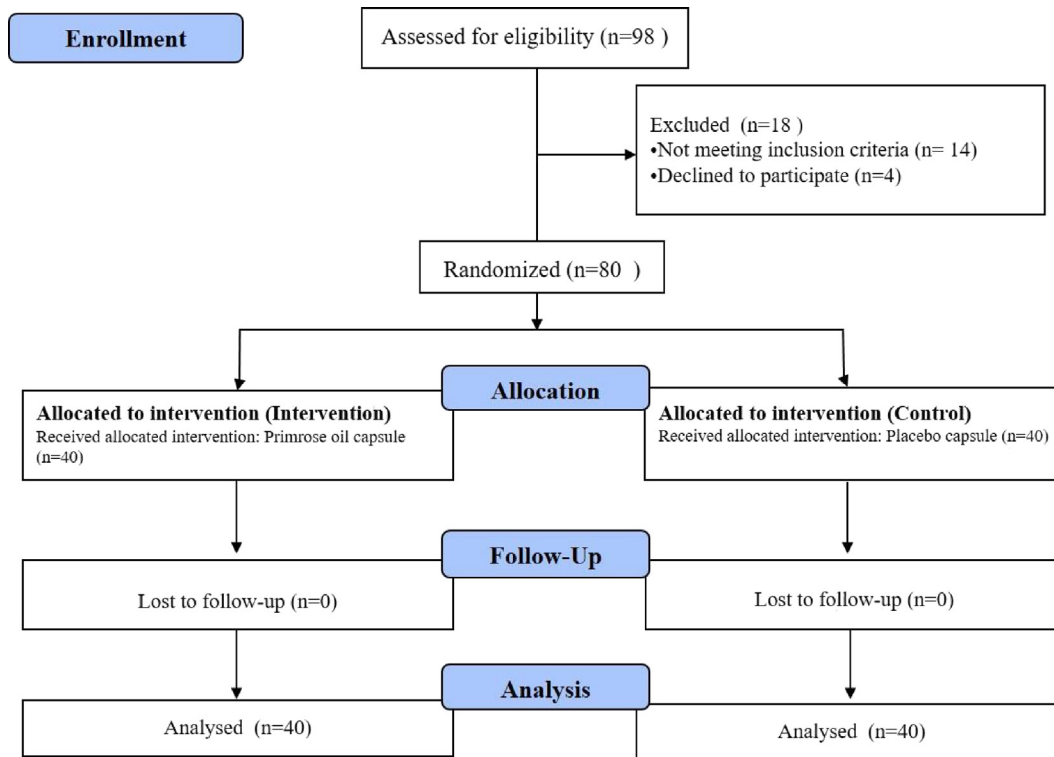 Enrollment
Assessed for eligibility (n=98 )
Excluded  (n=18 )
•Not meeting inclusion criteria (n= 14)
•Declined to participate (n=4)
Randomized (n=80  )
Allocation
Allocated to intervention (Intervention)
Received allocated intervention: Primrose oil capsule
(n=40)
Allocated to intervention (Control)
Received allocated intervention: Placebo capsule (n=40)
Follow-Up
Lost to follow-up (n=0)
Lost to follow-up (n=0)
Analysis
Analysed  (n=40)
Analysed  (n=40)